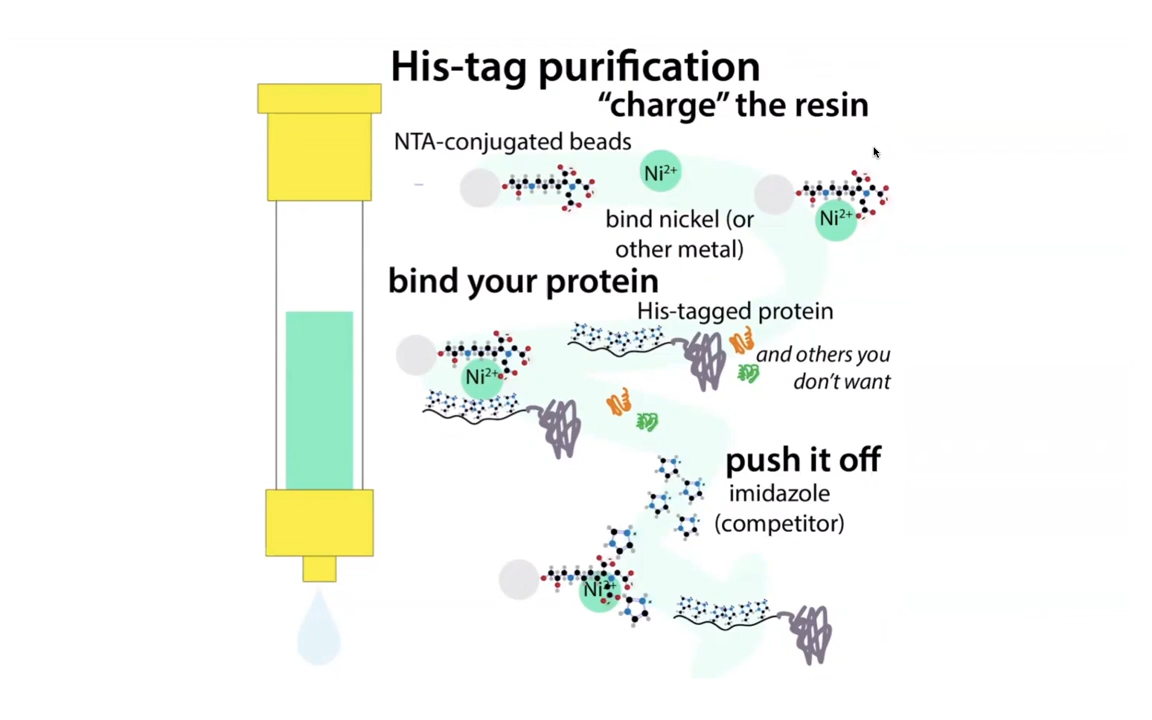 His-tag purification
“charge” the resin
NTA-conjugated beads
Ni²⁺
Ni²⁺
bind nickel (or
other metal)
bind your protein
His-tagged protein
and others you
don’t want
Ni²⁺
push it off
imidazole
(competitor)
Ni²⁺